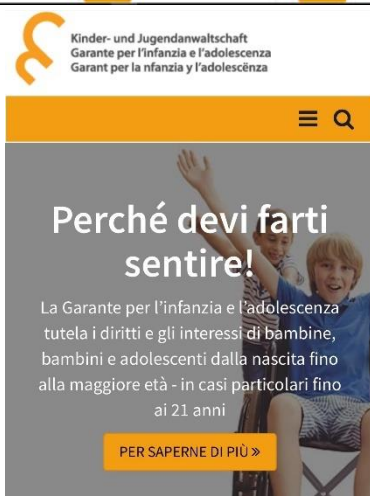 Kinder- und Jugendanwaltschaft
Garante per l'infanzia e l'adolescenza
Garant per la nfanzia y l'adolescënza
Perché devi farti
sentire!
La Garante per l'infanzia e l'adolescenza
tutela i diritti e gli interessi di bambine,
bambini e adolescenti dalla nascita fino
alla maggiore età - in casi particolari fino
ai 21 anni
PER SAPERNE DI PIÙ »